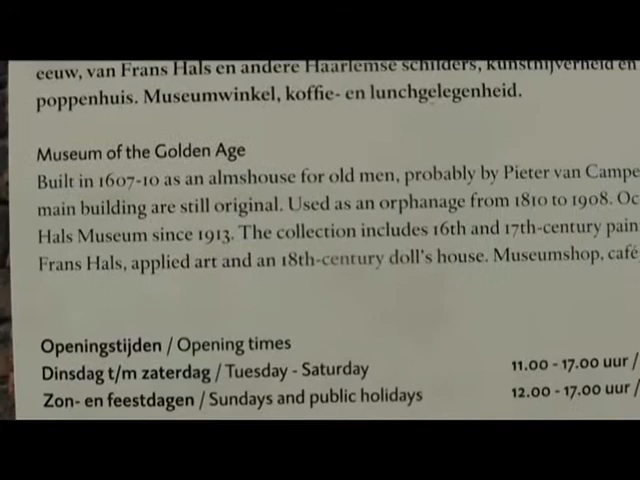 eeuw, van Frans Hals en andere Haarlemse schilders, kunstnijverheid en
poppenhuis. Museumwinkel, koffie- en lunchgelegenheid.
Museum of the Golden Age
Built in 1607-10 as an almshouse for old men, probably by Pieter van Campe
main building are still original. Used as an orphanage from 1810 to 1908. Oc
Hals Museum since 1913. The collection includes 16th and 17th-century pain
Frans Hals, applied art and an 18th-century doll's house. Museumshop, café
Openingstijden / Opening times
Dinsdag t/m zaterdag / Tuesday - Saturday 11.00 - 17.00 uur /
Zon- en feestdagen / Sundays and public holidays 12.00 - 17.00 uur /